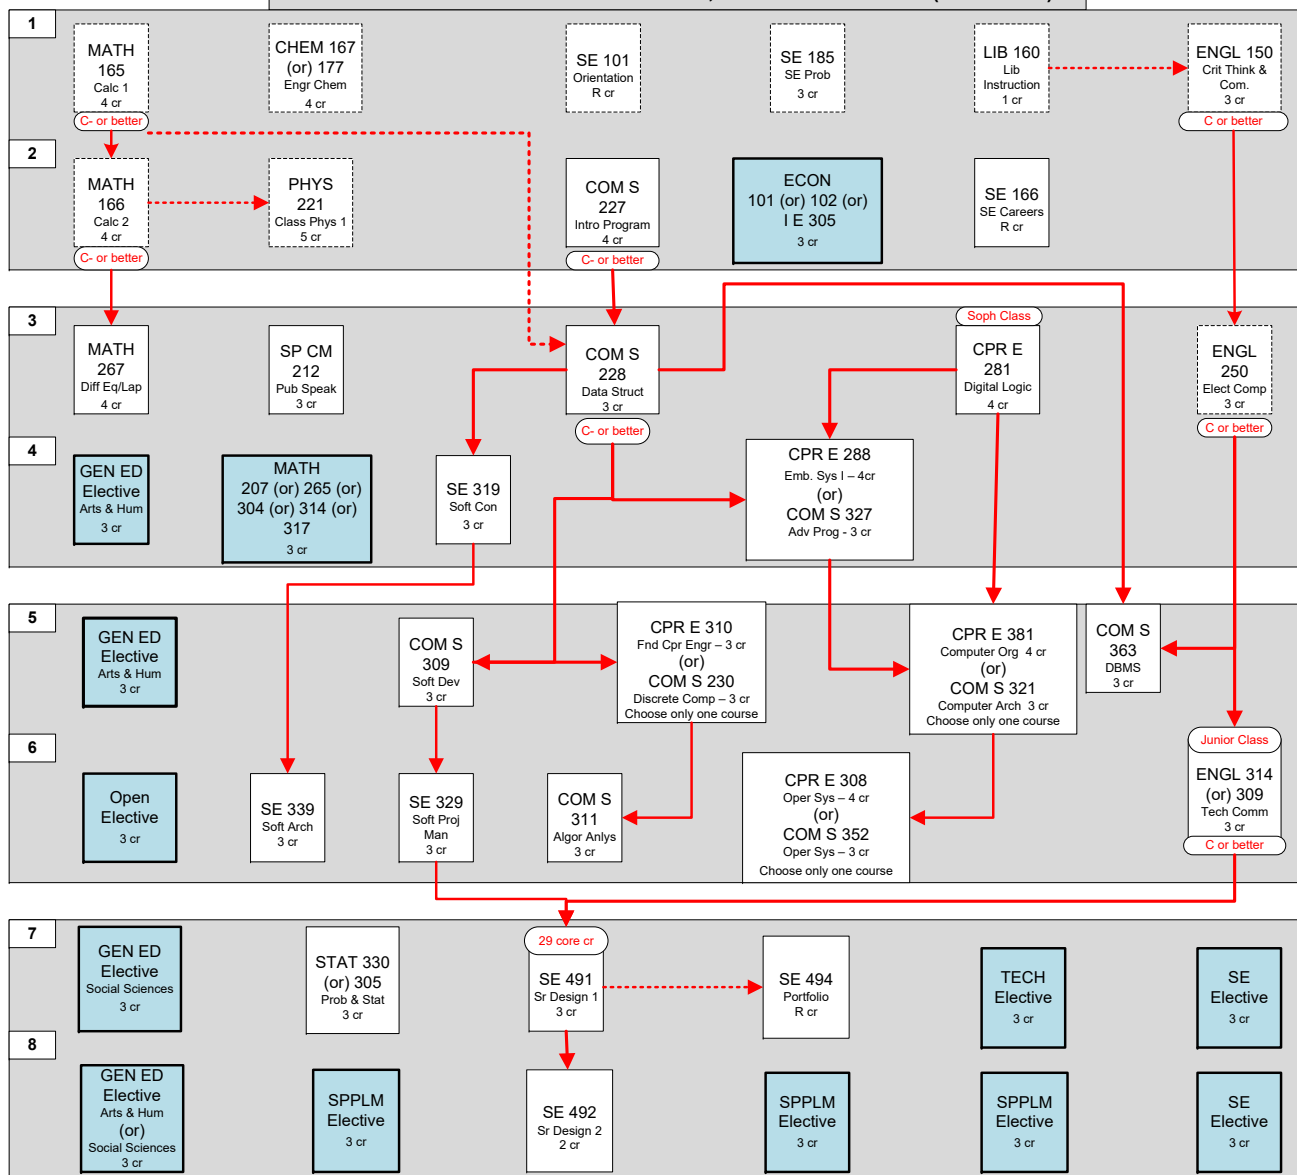 1
MATH
165
Calc 1
4 cr
C- or better
CHEM 167
(or) 177
Engr Chem
4 cr
SE 101
Orientation
R cr
SE 185
SE Prob
3 cr
LIB 160
Lib
Instruction
1 cr
ENGL 150
Crit Think &
Com.
3 cr
C or better
2
MATH
166
Calc 2
4 cr
C- or better
PHYS
221
Class Phys 1
5 cr
COM S
227
Intro Program
4 cr
C- or better
ECON
101 (or) 102 (or)
I E 305
3 cr
SE 166
SE Careers
R cr
3
MATH
267
Diff Eq/Lap
4 cr
SP CM
212
Pub Speak
3 cr
COM S
228
Data Struct
3 cr
C- or better
Soph Class
CPR E
281
Digital Logic
4 cr
ENGL
250
Elect Comp
3 cr
C or better
4
GEN ED
Elective
Arts & Hum
3 cr
MATH
207 (or) 265 (or)
304 (or) 314 (or)
317
3 cr
SE 319
Soft Con
3 cr
CPR E 288
Emb. Sys I – 4cr
(or)
COM S 327
Adv Prog - 3 cr
5
GEN ED
Elective
Arts & Hum
3 cr
COM S
309
Soft Dev
3 cr
CPR E 310
Fnd Cpr Engr – 3 cr
(or)
COM S 230
Discrete Comp – 3 cr
Choose only one course
CPR E 381
Computer Org 4 cr
(or)
COM S 321
Computer Arch 3 cr
Choose only one course
COM S
363
DBMS
3 cr
6
Open
Elective
3 cr
SE 339
Soft Arch
3 cr
SE 329
Soft Proj
Man
3 cr
COM S
311
Algor Anlys
3 cr
CPR E 308
Oper Sys – 4 cr
(or)
COM S 352
Oper Sys – 3 cr
Choose only one course
Junior Class
ENGL 314
(or) 309
Tech Comm
3 cr
C or better
7
GEN ED
Elective
Social Sciences
3 cr
STAT 330
(or) 305
Prob & Stat
3 cr
29 core cr
SE 491
Sr Design 1
3 cr
SE 494
Portfolio
R cr
TECH
Elective
3 cr
SE
Elective
3 cr
8
GEN ED
Elective
Arts & Hum
(or)
Social Sciences
3 cr
SPPLM
Elective
3 cr
SE 492
Sr Design 2
2 cr
SPPLM
Elective
3 cr
SPPLM
Elective
3 cr
SE
Elective
3 cr